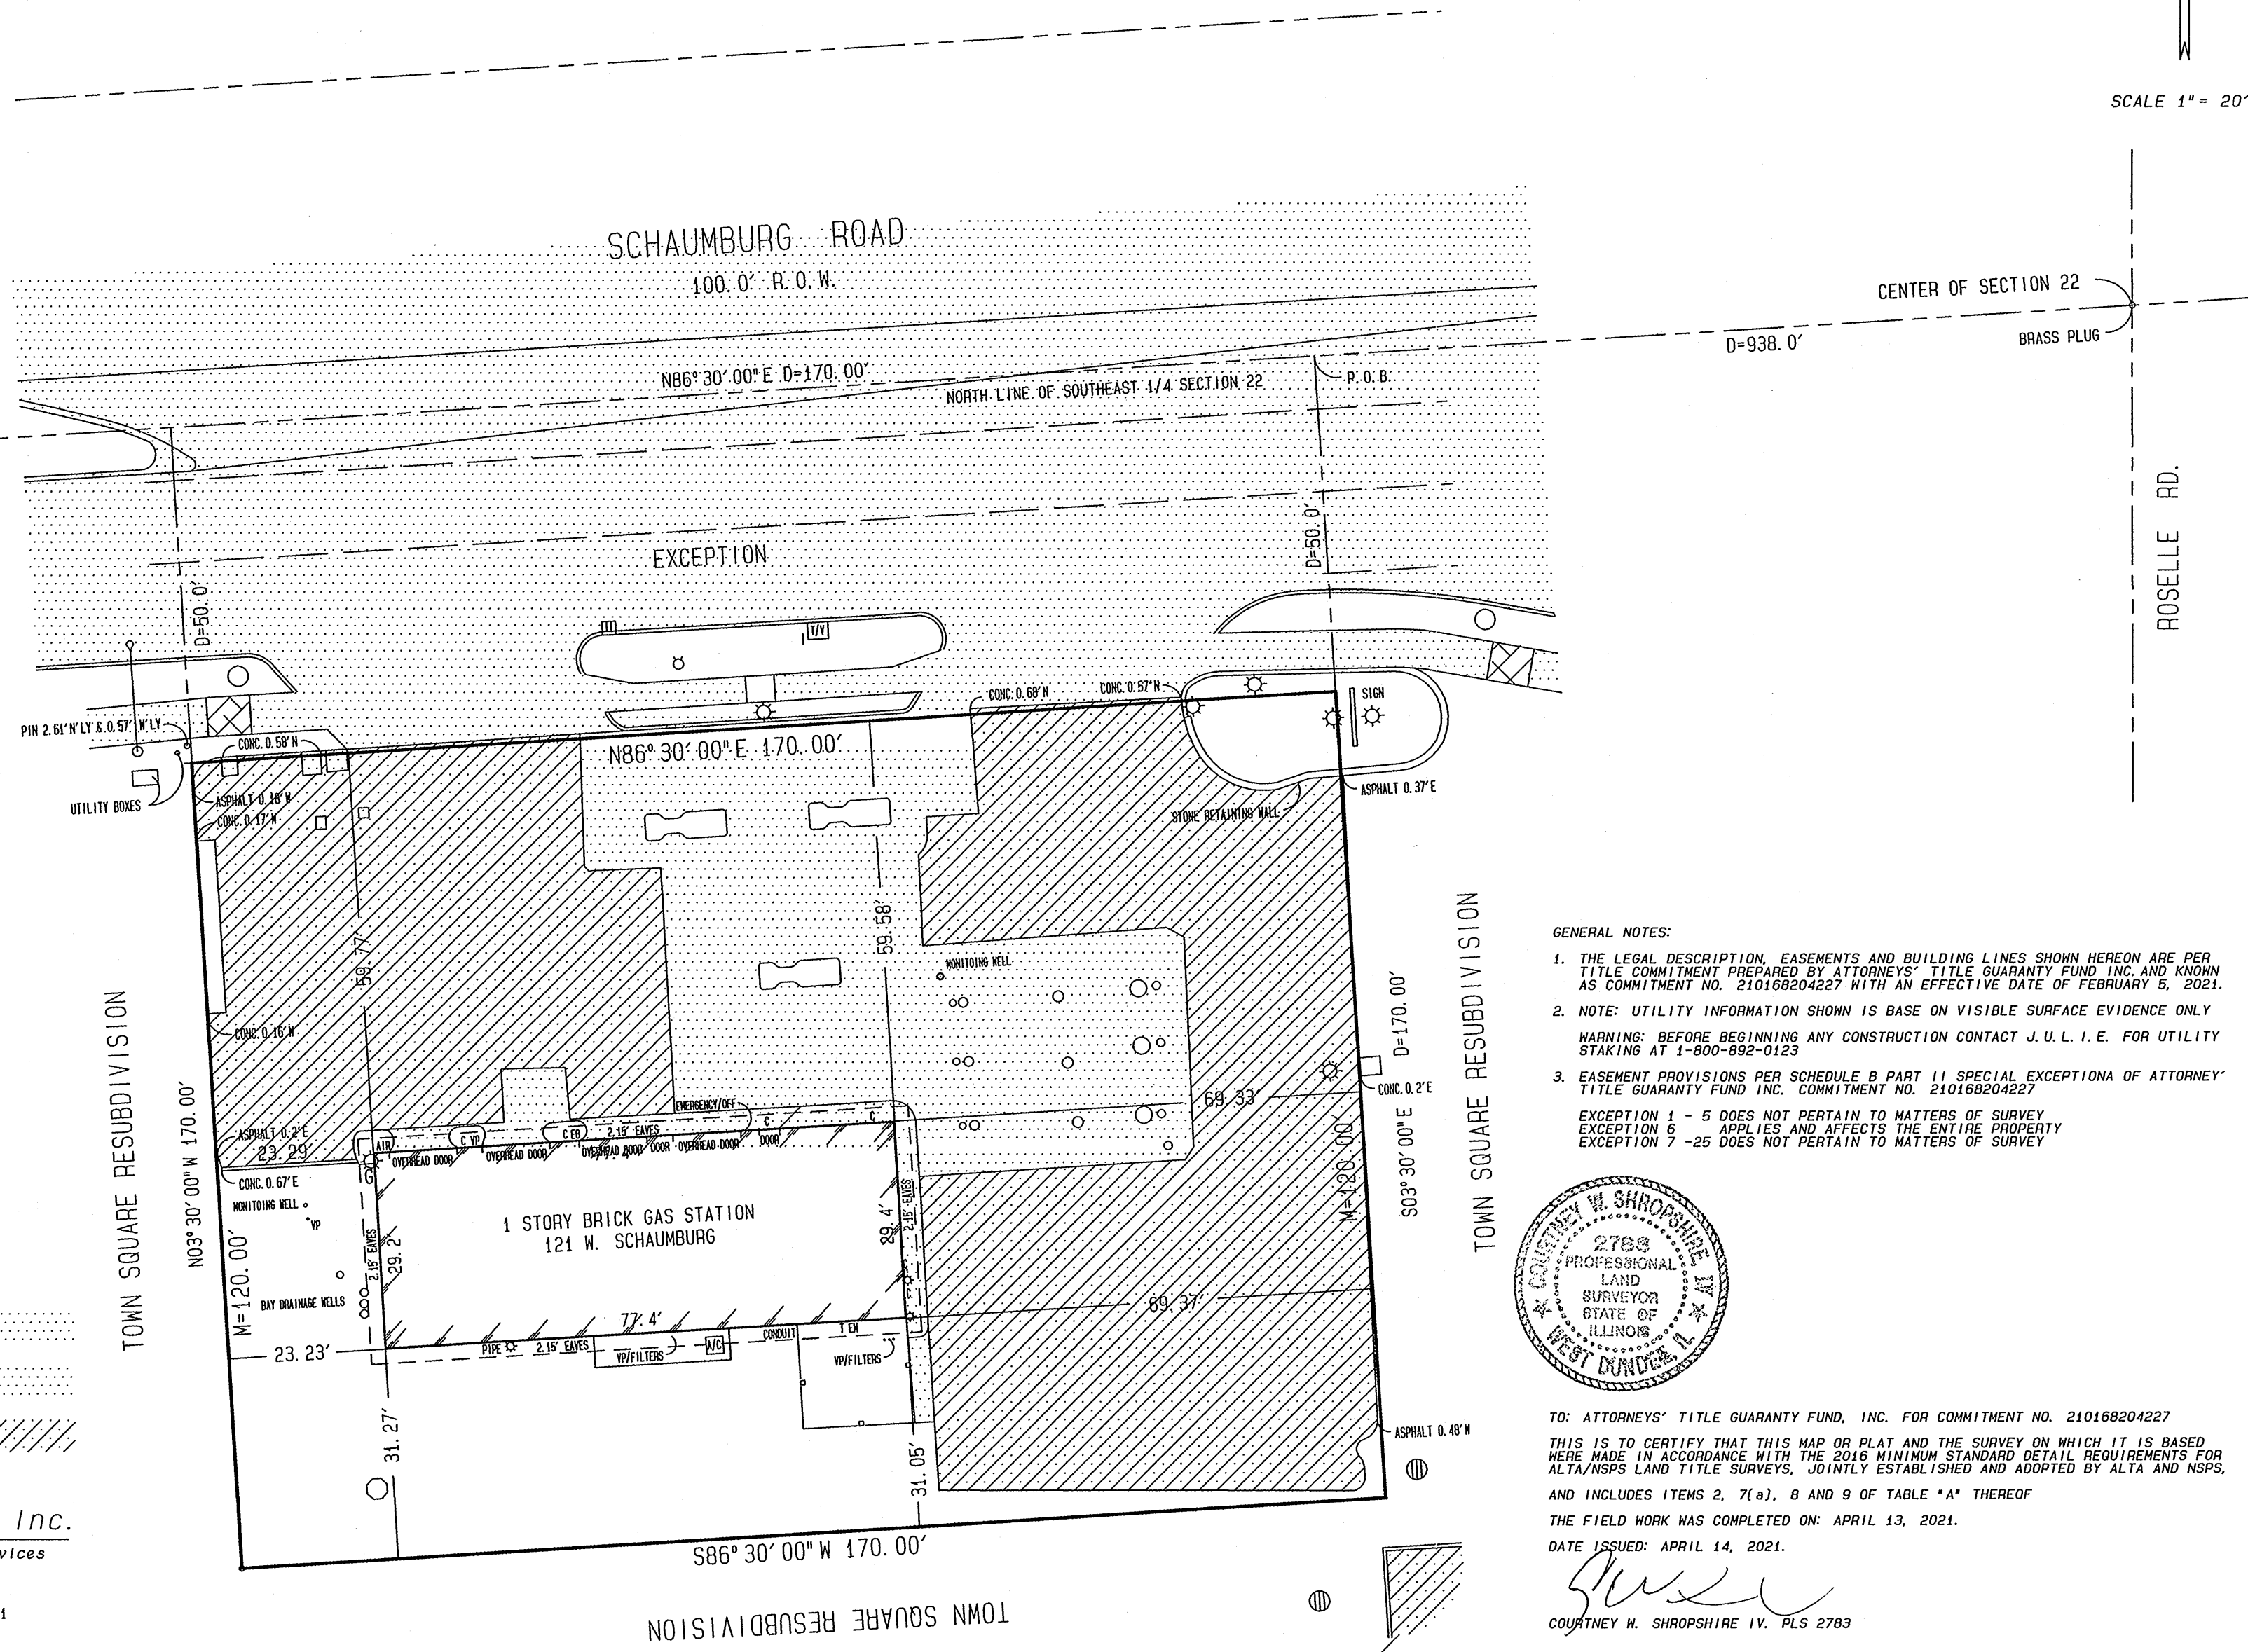 SCALE 1"= 20'
SCHAUMBURG ROAD
100.0' R.O.W.
CENTER OF SECTION 22
BRASS PLUG
D=938.0'
N86°30'00"E D=170.00'
NORTH LINE OF SOUTHEAST 1/4 SECTION 22
P.O.B.
ROSELLE RD.
EXCEPTION
D=50.0'
D=50.0'
T/V
PIN 2.61'N'LY & 0.57' W'LY
CONC. 0.58'N
CONC. 0.68'N
CONC. 0.57'N
SIGN
N86°30'00"E 170.00'
UTILITY BOXES
ASPHALT 0.18'W
CONC. 0.17'W
STONE RETAINING WALL
ASPHALT 0.37'E
59.77'
59.58'
MONITOING WELL
CONC. 0.16'W
TOWN SQUARE RESUBDIVISION
N03°30'00"W 170.00'
M=120.00'
TOWN SQUARE RESUBDIVISION
S03°30'00"E D=170.00'
M=120.00'
CONC. 0.2'E
69.33'
EMERGENCY/OFF
ASPHALT 0.2'E
23.29'
CONC. 0.67'E
AIR
C VP
C EB
2.15' EAVES
C
C
OVERHEAD DOOR
OVERHEAD DOOR
OVERHEAD DOOR
DOOR
OVERHEAD DOOR
DOOR
77.4'
G
MONITOING WELL
VP
2.15' EAVES
29.2'
1 STORY BRICK GAS STATION
121 W. SCHAUMBURG
29.4'
2.15' EAVES
BAY DRAINAGE WELLS
77.4'
69.37'
23.23'
PIPE
2.15' EAVES
VP/FILTERS
A/C
CONDUIT
T EM
VP/FILTERS
31.27'
31.05'
ASPHALT 0.48'W
S86°30'00"W 170.00'
TOWN SQUARE RESUBDIVISION
Inc.
vices
1
GENERAL NOTES:
1. THE LEGAL DESCRIPTION, EASEMENTS AND BUILDING LINES SHOWN HEREON ARE PER
TITLE COMMITMENT PREPARED BY ATTORNEYS' TITLE GUARANTY FUND INC. AND KNOWN
AS COMMITMENT NO. 210168204227 WITH AN EFFECTIVE DATE OF FEBRUARY 5, 2021.
2. NOTE: UTILITY INFORMATION SHOWN IS BASE ON VISIBLE SURFACE EVIDENCE ONLY
WARNING: BEFORE BEGINNING ANY CONSTRUCTION CONTACT J.U.L.I.E. FOR UTILITY
STAKING AT 1-800-892-0123
3. EASEMENT PROVISIONS PER SCHEDULE B PART II SPECIAL EXCEPTIONA OF ATTORNEY'
TITLE GUARANTY FUND INC. COMMITMENT NO. 210168204227
EXCEPTION 1 - 5 DOES NOT PERTAIN TO MATTERS OF SURVEY
EXCEPTION 6 APPLIES AND AFFECTS THE ENTIRE PROPERTY
EXCEPTION 7 -25 DOES NOT PERTAIN TO MATTERS OF SURVEY
COURTNEY W. SHROPSHIRE IV
2783
PROFESSIONAL
LAND
SURVEYOR
STATE OF
ILLINOIS
WEST DUNDEE, IL
TO: ATTORNEYS' TITLE GUARANTY FUND, INC. FOR COMMITMENT NO. 210168204227
THIS IS TO CERTIFY THAT THIS MAP OR PLAT AND THE SURVEY ON WHICH IT IS BASED
WERE MADE IN ACCORDANCE WITH THE 2016 MINIMUM STANDARD DETAIL REQUIREMENTS FOR
ALTA/NSPS LAND TITLE SURVEYS, JOINTLY ESTABLISHED AND ADOPTED BY ALTA AND NSPS,
AND INCLUDES ITEMS 2, 7(a), 8 AND 9 OF TABLE "A" THEREOF
THE FIELD WORK WAS COMPLETED ON: APRIL 13, 2021.
DATE ISSUED: APRIL 14, 2021.
COURTNEY W. SHROPSHIRE IV. PLS 2783